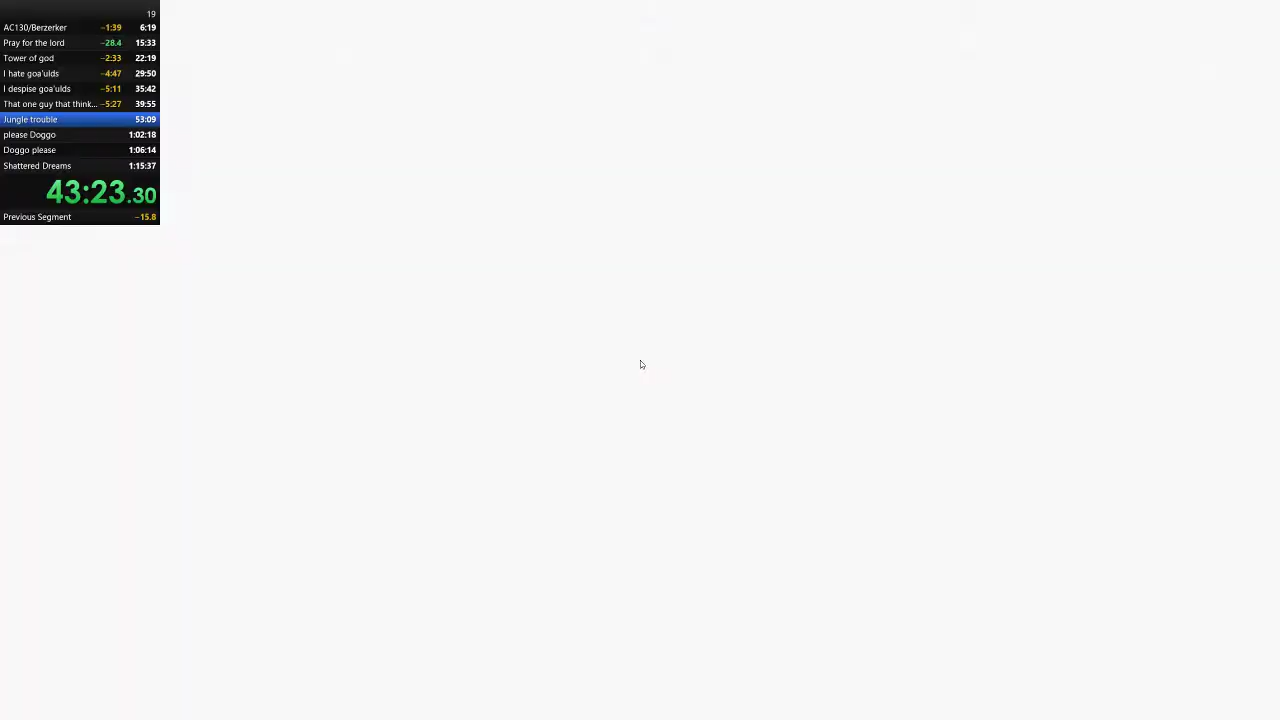 19
AC130/Berzerker −1:39 6:19
Pray for the lord −28.4 15:33
Tower of god −2:33 22:19
I hate goa'ulds −4:47 29:50
I despise goa'ulds −5:11 35:42
That one guy that think... −5:27 39:55
Jungle trouble 53:09
please Doggo 1:02:18
Doggo please 1:06:14
Shattered Dreams 1:15:37
43:23.30
Previous Segment −15.8